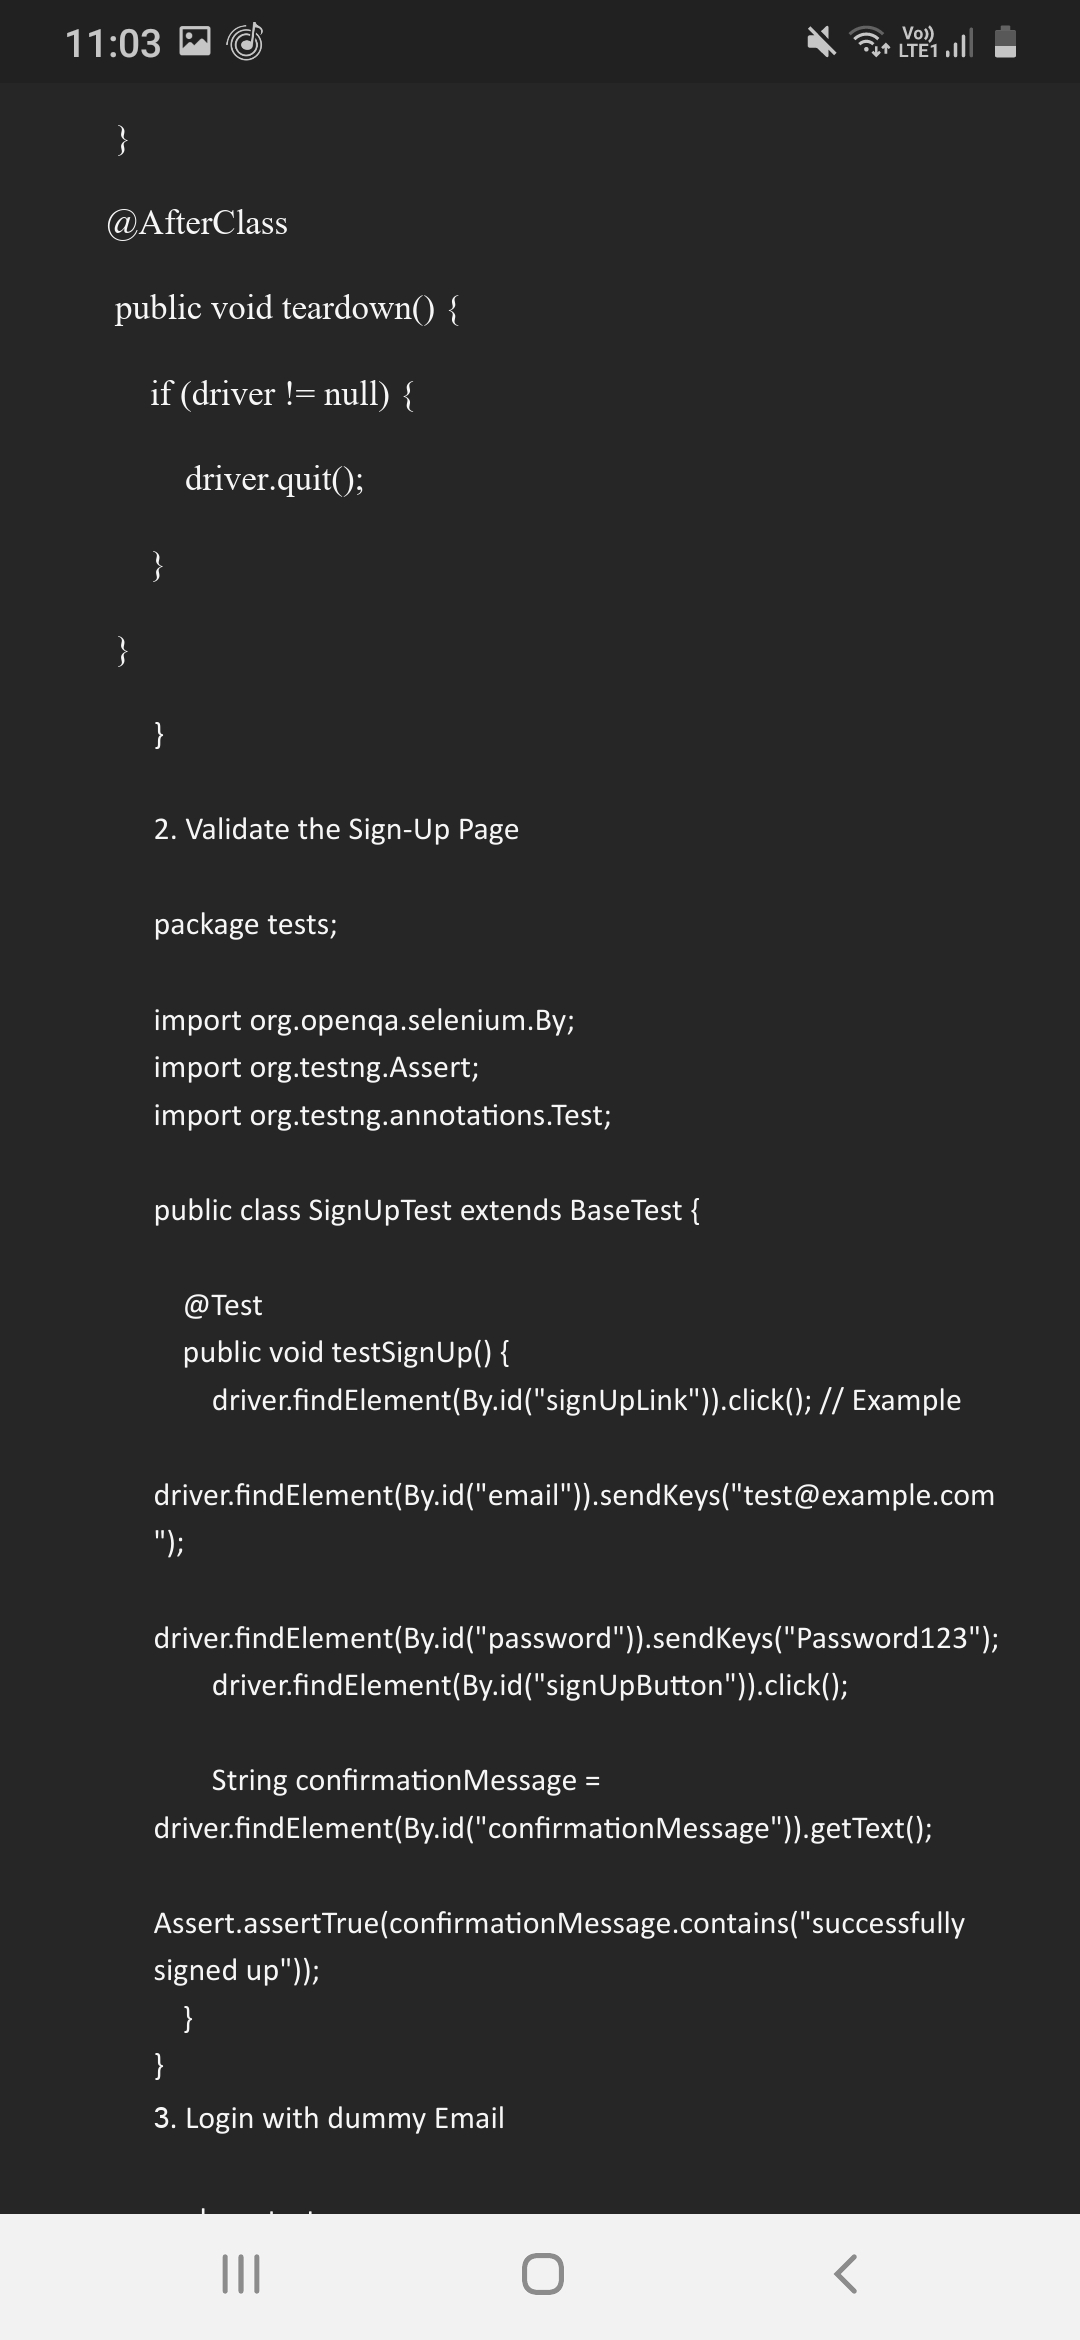 11:03 Vo)) LTE1
}
@AfterClass
public void teardown() {
if (driver != null) {
driver.quit();
}
}
}
2. Validate the Sign-Up Page
package tests;
import org.openqa.selenium.By;
import org.testng.Assert;
import org.testng.annotations.Test;
public class SignUpTest extends BaseTest {
@Test
public void testSignUp() {
driver.findElement(By.id("signUpLink")).click(); // Example
driver.findElement(By.id("email")).sendKeys("test@example.com
");
driver.findElement(By.id("password")).sendKeys("Password123");
driver.findElement(By.id("signUpButton")).click();
String confirmationMessage =
driver.findElement(By.id("confirmationMessage")).getText();
Assert.assertTrue(confirmationMessage.contains("successfully
signed up"));
}
}
3. Login with dummy Email